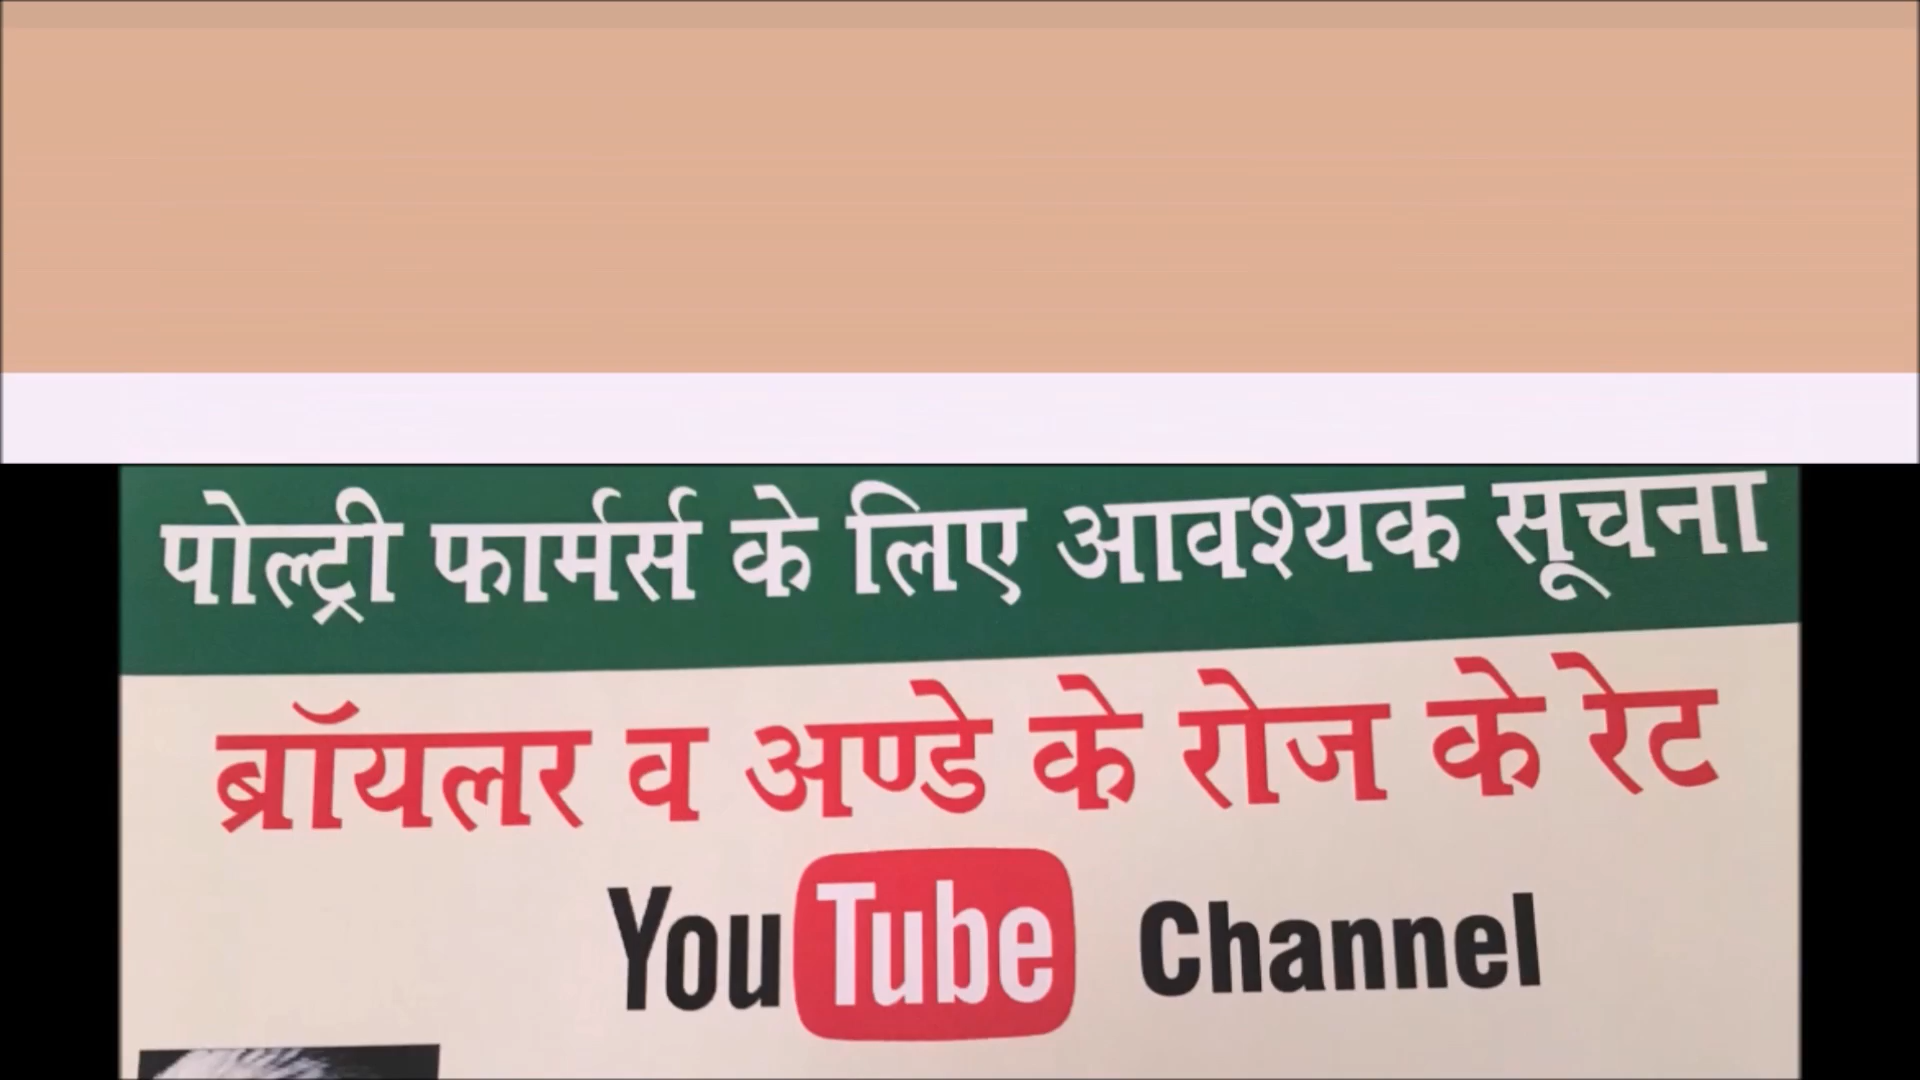 पोल्ट्री फार्मर्स के लिए आवश्यक सूचना
ब्रॉयलर व अण्डे के रोज के रेट
YouTube Channel